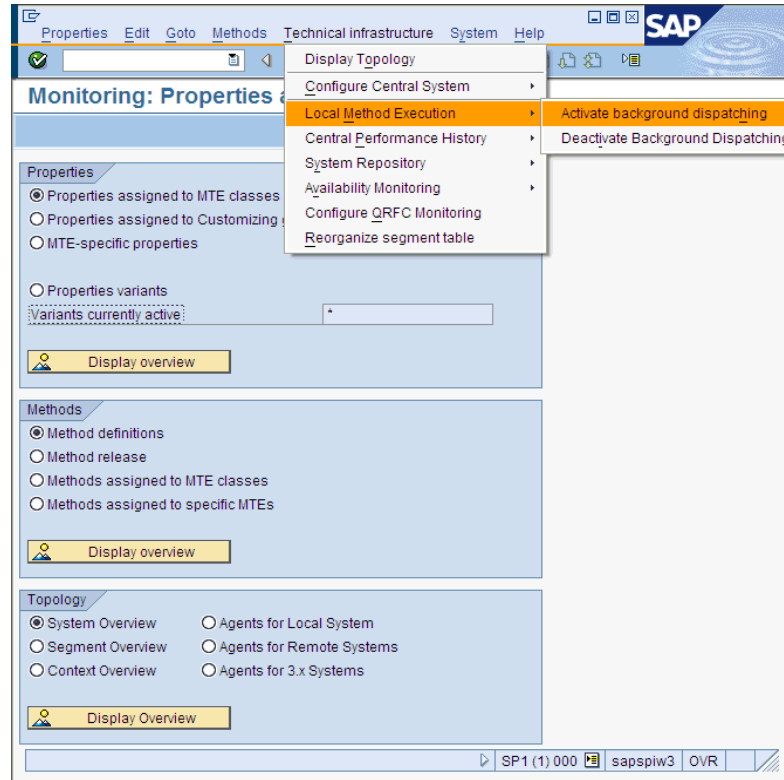 Properties Edit Goto Methods Technical infrastructure System Help
SAP
Display Topology
Configure Central System
Monitoring: Properties
Local Method Execution
Activate background dispatching
Central Performance History
Deactivate Background Dispatching
System Repository
Availability Monitoring
Configure QRFC Monitoring
Reorganize segment table
Properties
Properties assigned to MTE classes
Properties assigned to Customizing
MTE-specific properties
Properties variants
Variants currently active *
Display overview
Methods
Method definitions
Method release
Methods assigned to MTE classes
Methods assigned to specific MTEs
Display overview
Topology
System Overview Agents for Local System
Segment Overview Agents for Remote Systems
Context Overview Agents for 3.x Systems
Display Overview
SP1 (1) 000 sapspiw3 OVR